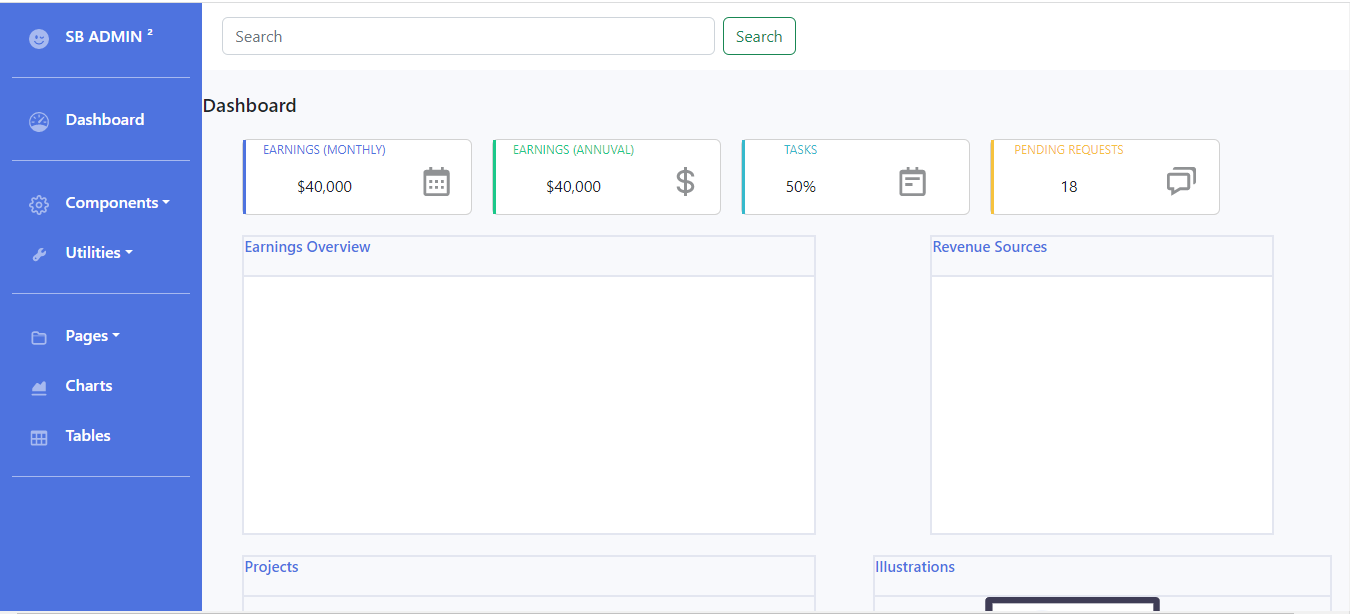 SB ADMIN ²
Search
Search
Dashboard
Components
Utilities
Pages
Charts
Tables
Dashboard
EARNINGS (MONTHLY)
$40,000
EARNINGS (ANNUVAL)
$40,000
TASKS
50%
PENDING REQUESTS
18
Earnings Overview
Revenue Sources
Projects
Illustrations